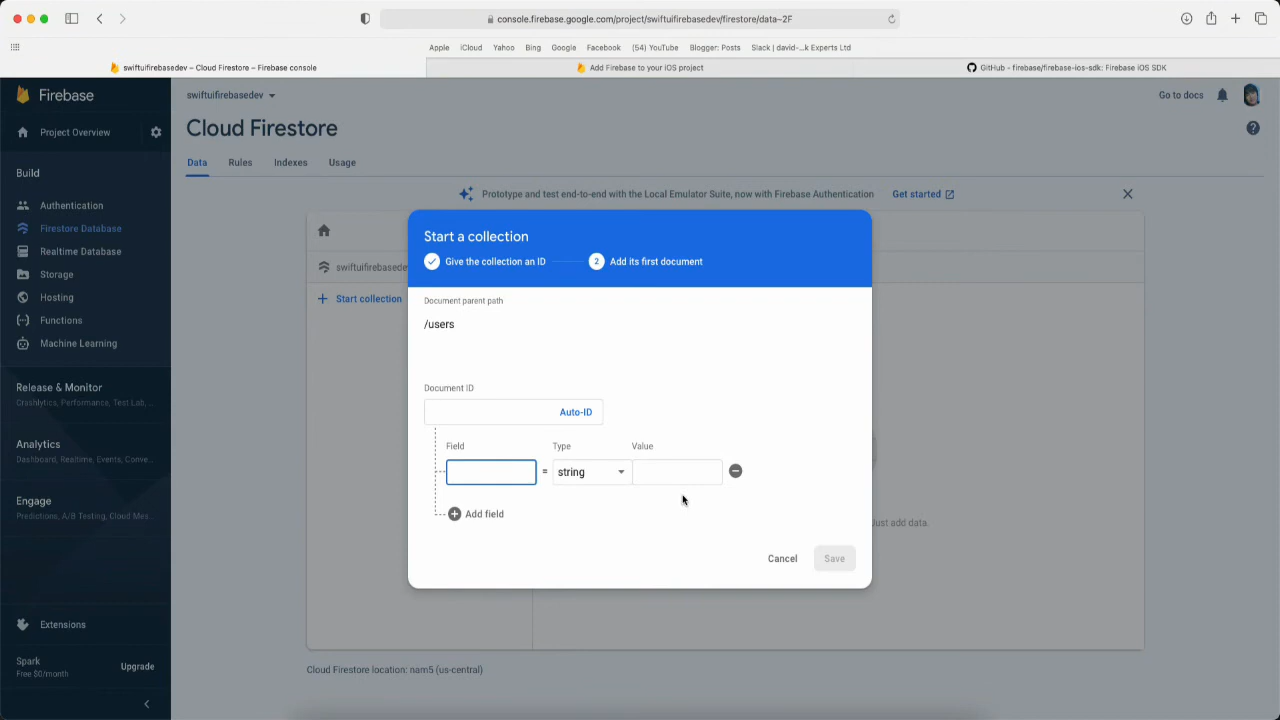 console.firebase.google.com/project/swiftuifirebasedev/firestore/data~2F
Apple iCloud Yahoo Bing Google Facebook (54) YouTube Blogger: Posts Slack | david-...k Experts Ltd
swiftuifirebasedev – Cloud Firestore – Firebase console
Add Firebase to your iOS project
GitHub - firebase/firebase-ios-sdk: Firebase iOS SDK
Firebase
swiftuifirebasedev
Go to docs
Project Overview
Cloud Firestore
Data Rules Indexes Usage
Build
Authentication
Firestore Database
Realtime Database
Storage
Hosting
Functions
Machine Learning
Release & Monitor
Crashlytics, Performance, Test Lab, ...
Analytics
Dashboard, Realtime, Events, Conve...
Engage
Predictions, A/B Testing, Cloud Mes...
Extensions
Spark
Free $0/month
Upgrade
Prototype and test end-to-end with the Local Emulator Suite, now with Firebase Authentication
Get started
swiftuifirebasede
Start collection
Start a collection
Give the collection an ID
2 Add its first document
Document parent path
/users
Document ID
Auto-ID
Field Type Value
= string
Add field
Cancel Save
Just add data.
Cloud Firestore location: nam5 (us-central)